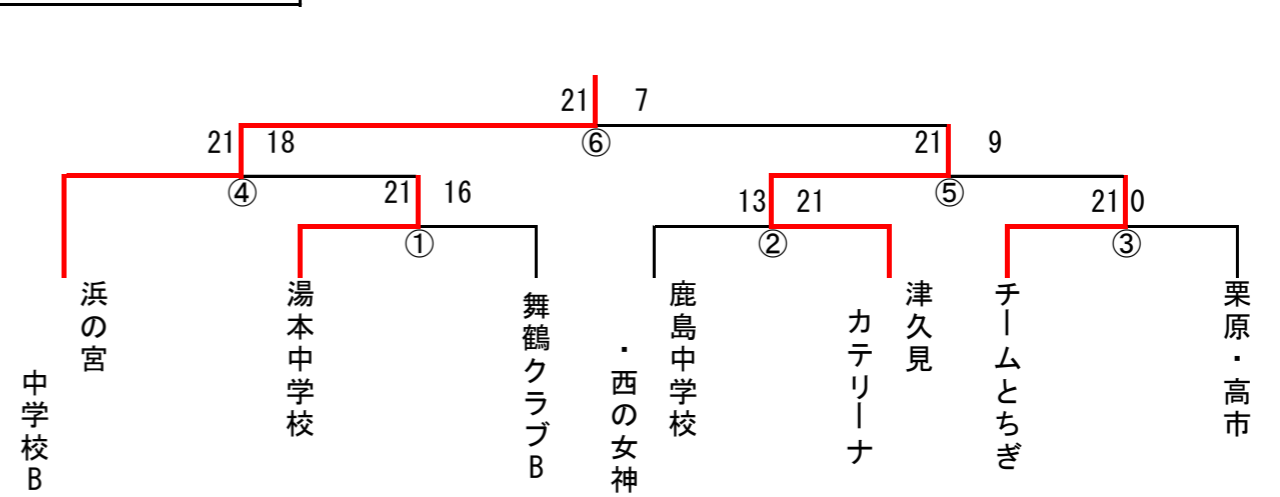 21 7
⑥
21 18
21 9
④
⑤
21 16
13 21
21 0
①
②
③
浜の宮
中学校B
湯本中学校
舞鶴クラブB
鹿島中学校
・西の女神
津久見
カテリーナ
チームとちぎ
栗原・高市